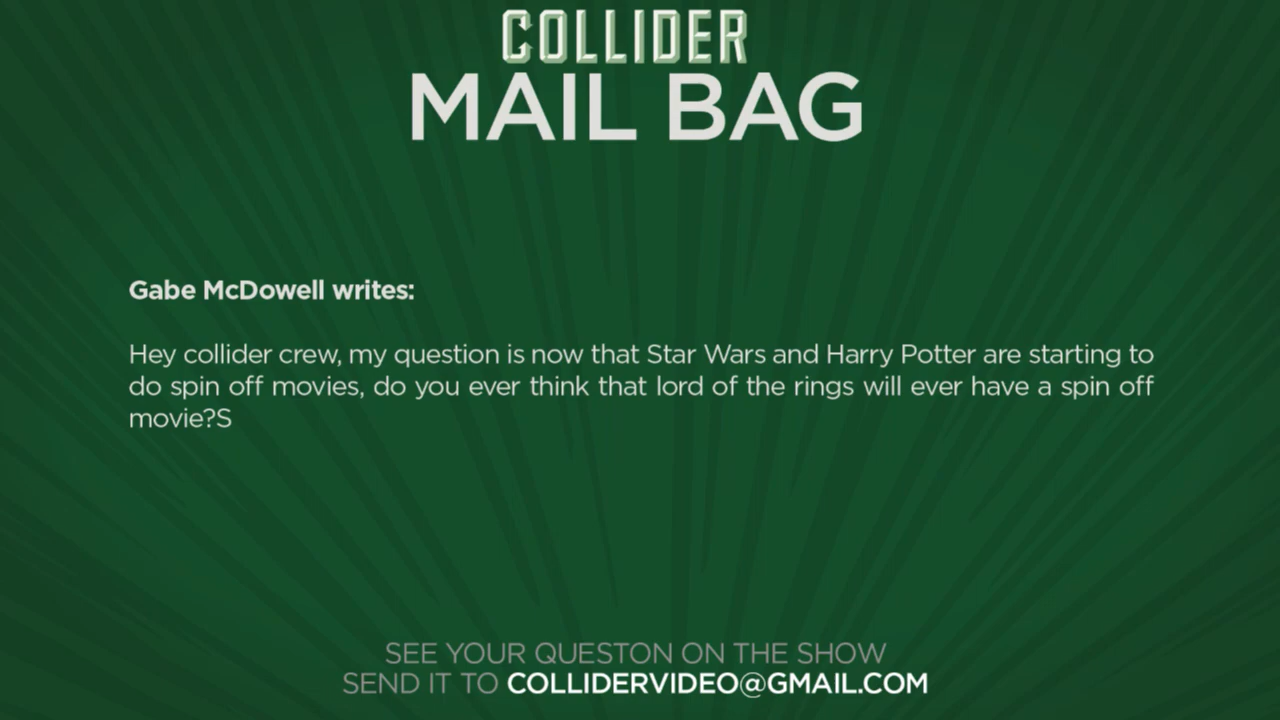 COLLIDER
MAIL BAG
Gabe McDowell writes:
Hey collider crew, my question is now that Star Wars and Harry Potter are starting to
do spin off movies, do you ever think that lord of the rings will ever have a spin off
movie?S
SEE YOUR QUESTON ON THE SHOW
SEND IT TO COLLIDERVIDEO@GMAIL.COM